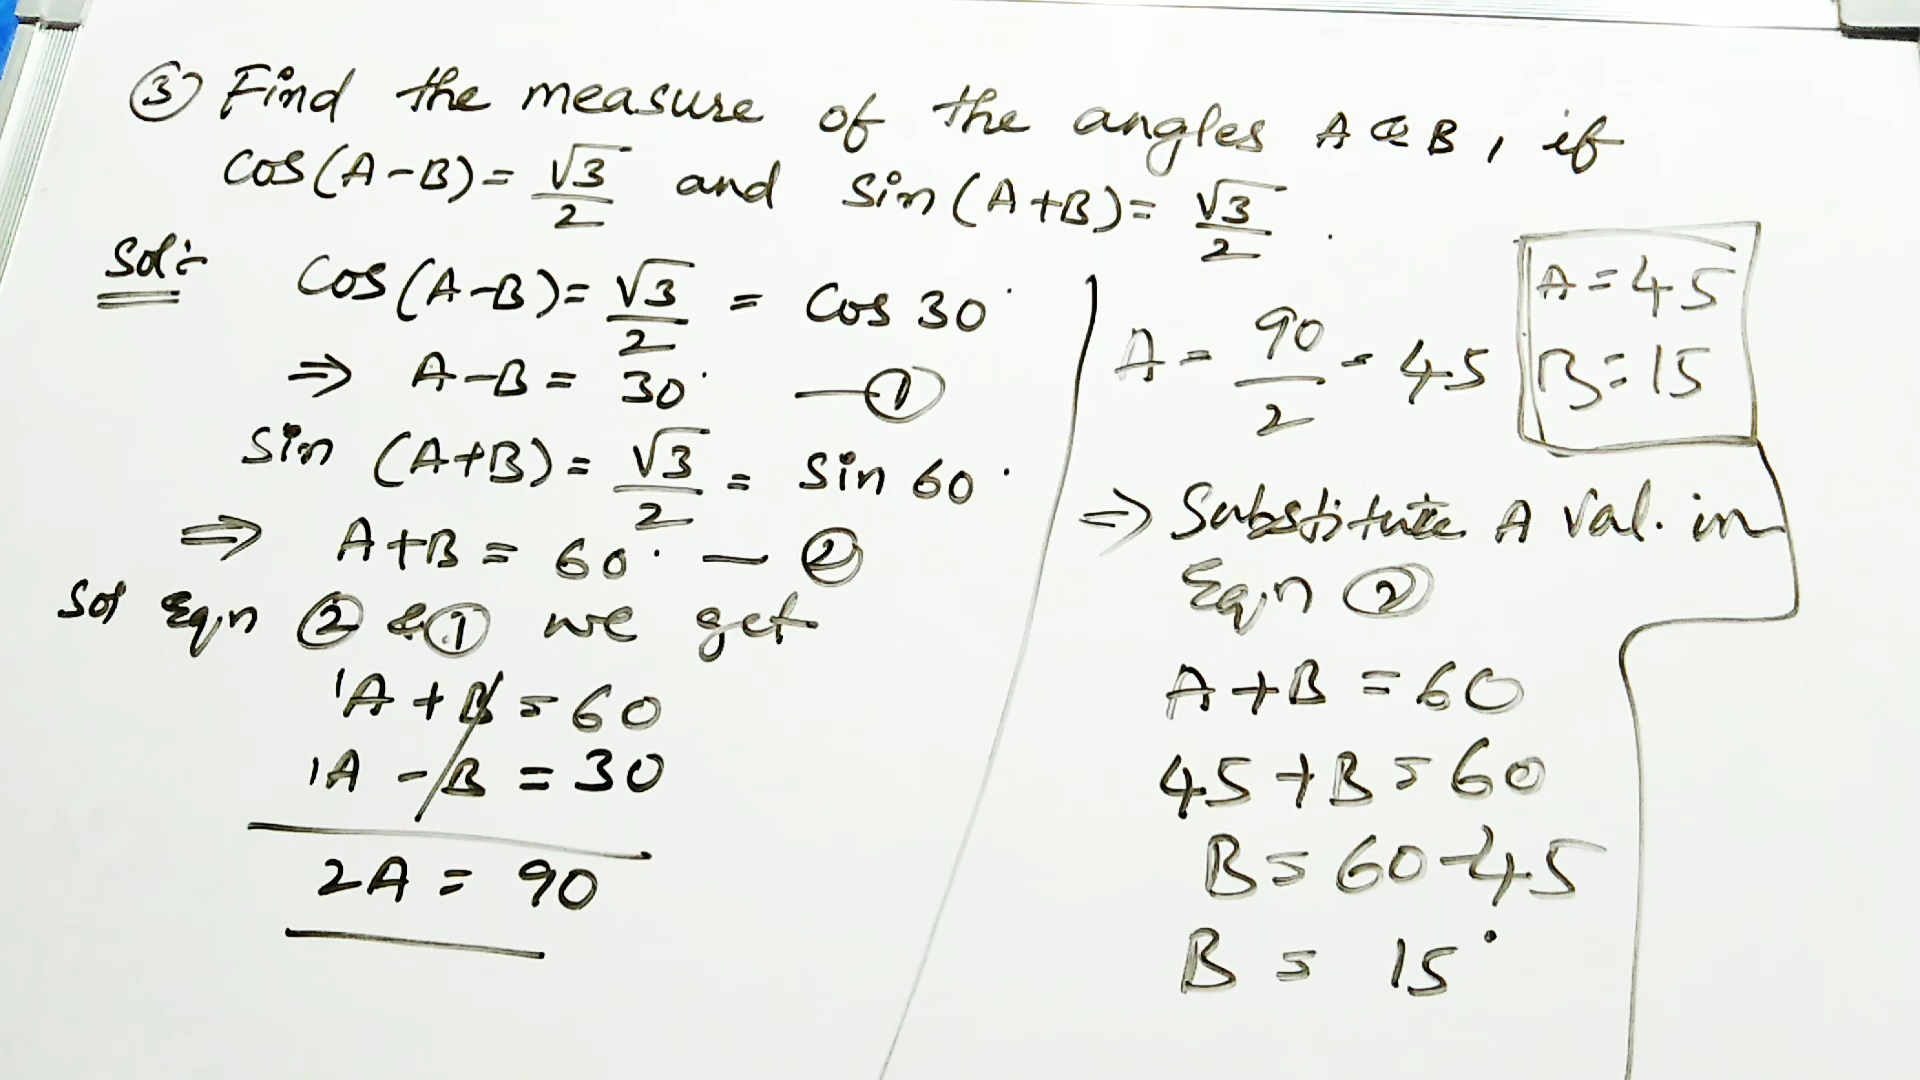 ③ Find the measure of the angles A & B, if
cos(A-B)= √3/2 and sin(A+B)= √3/2 .
Sol:-
cos(A-B)= √3/2 = cos 30°
⇒ A-B = 30° —①
sin (A+B)= √3/2 = sin 60°
⇒ A+B = 60° — ②
Sol Eqn ② & ① we get
1A + B = 60
1A - B = 30
2A = 90
A = 90/2 = 45
A = 45
B = 15
⇒ Substitute A val. in
Eqn ②
A+B = 60
45+B = 60
B = 60-45
B = 15°